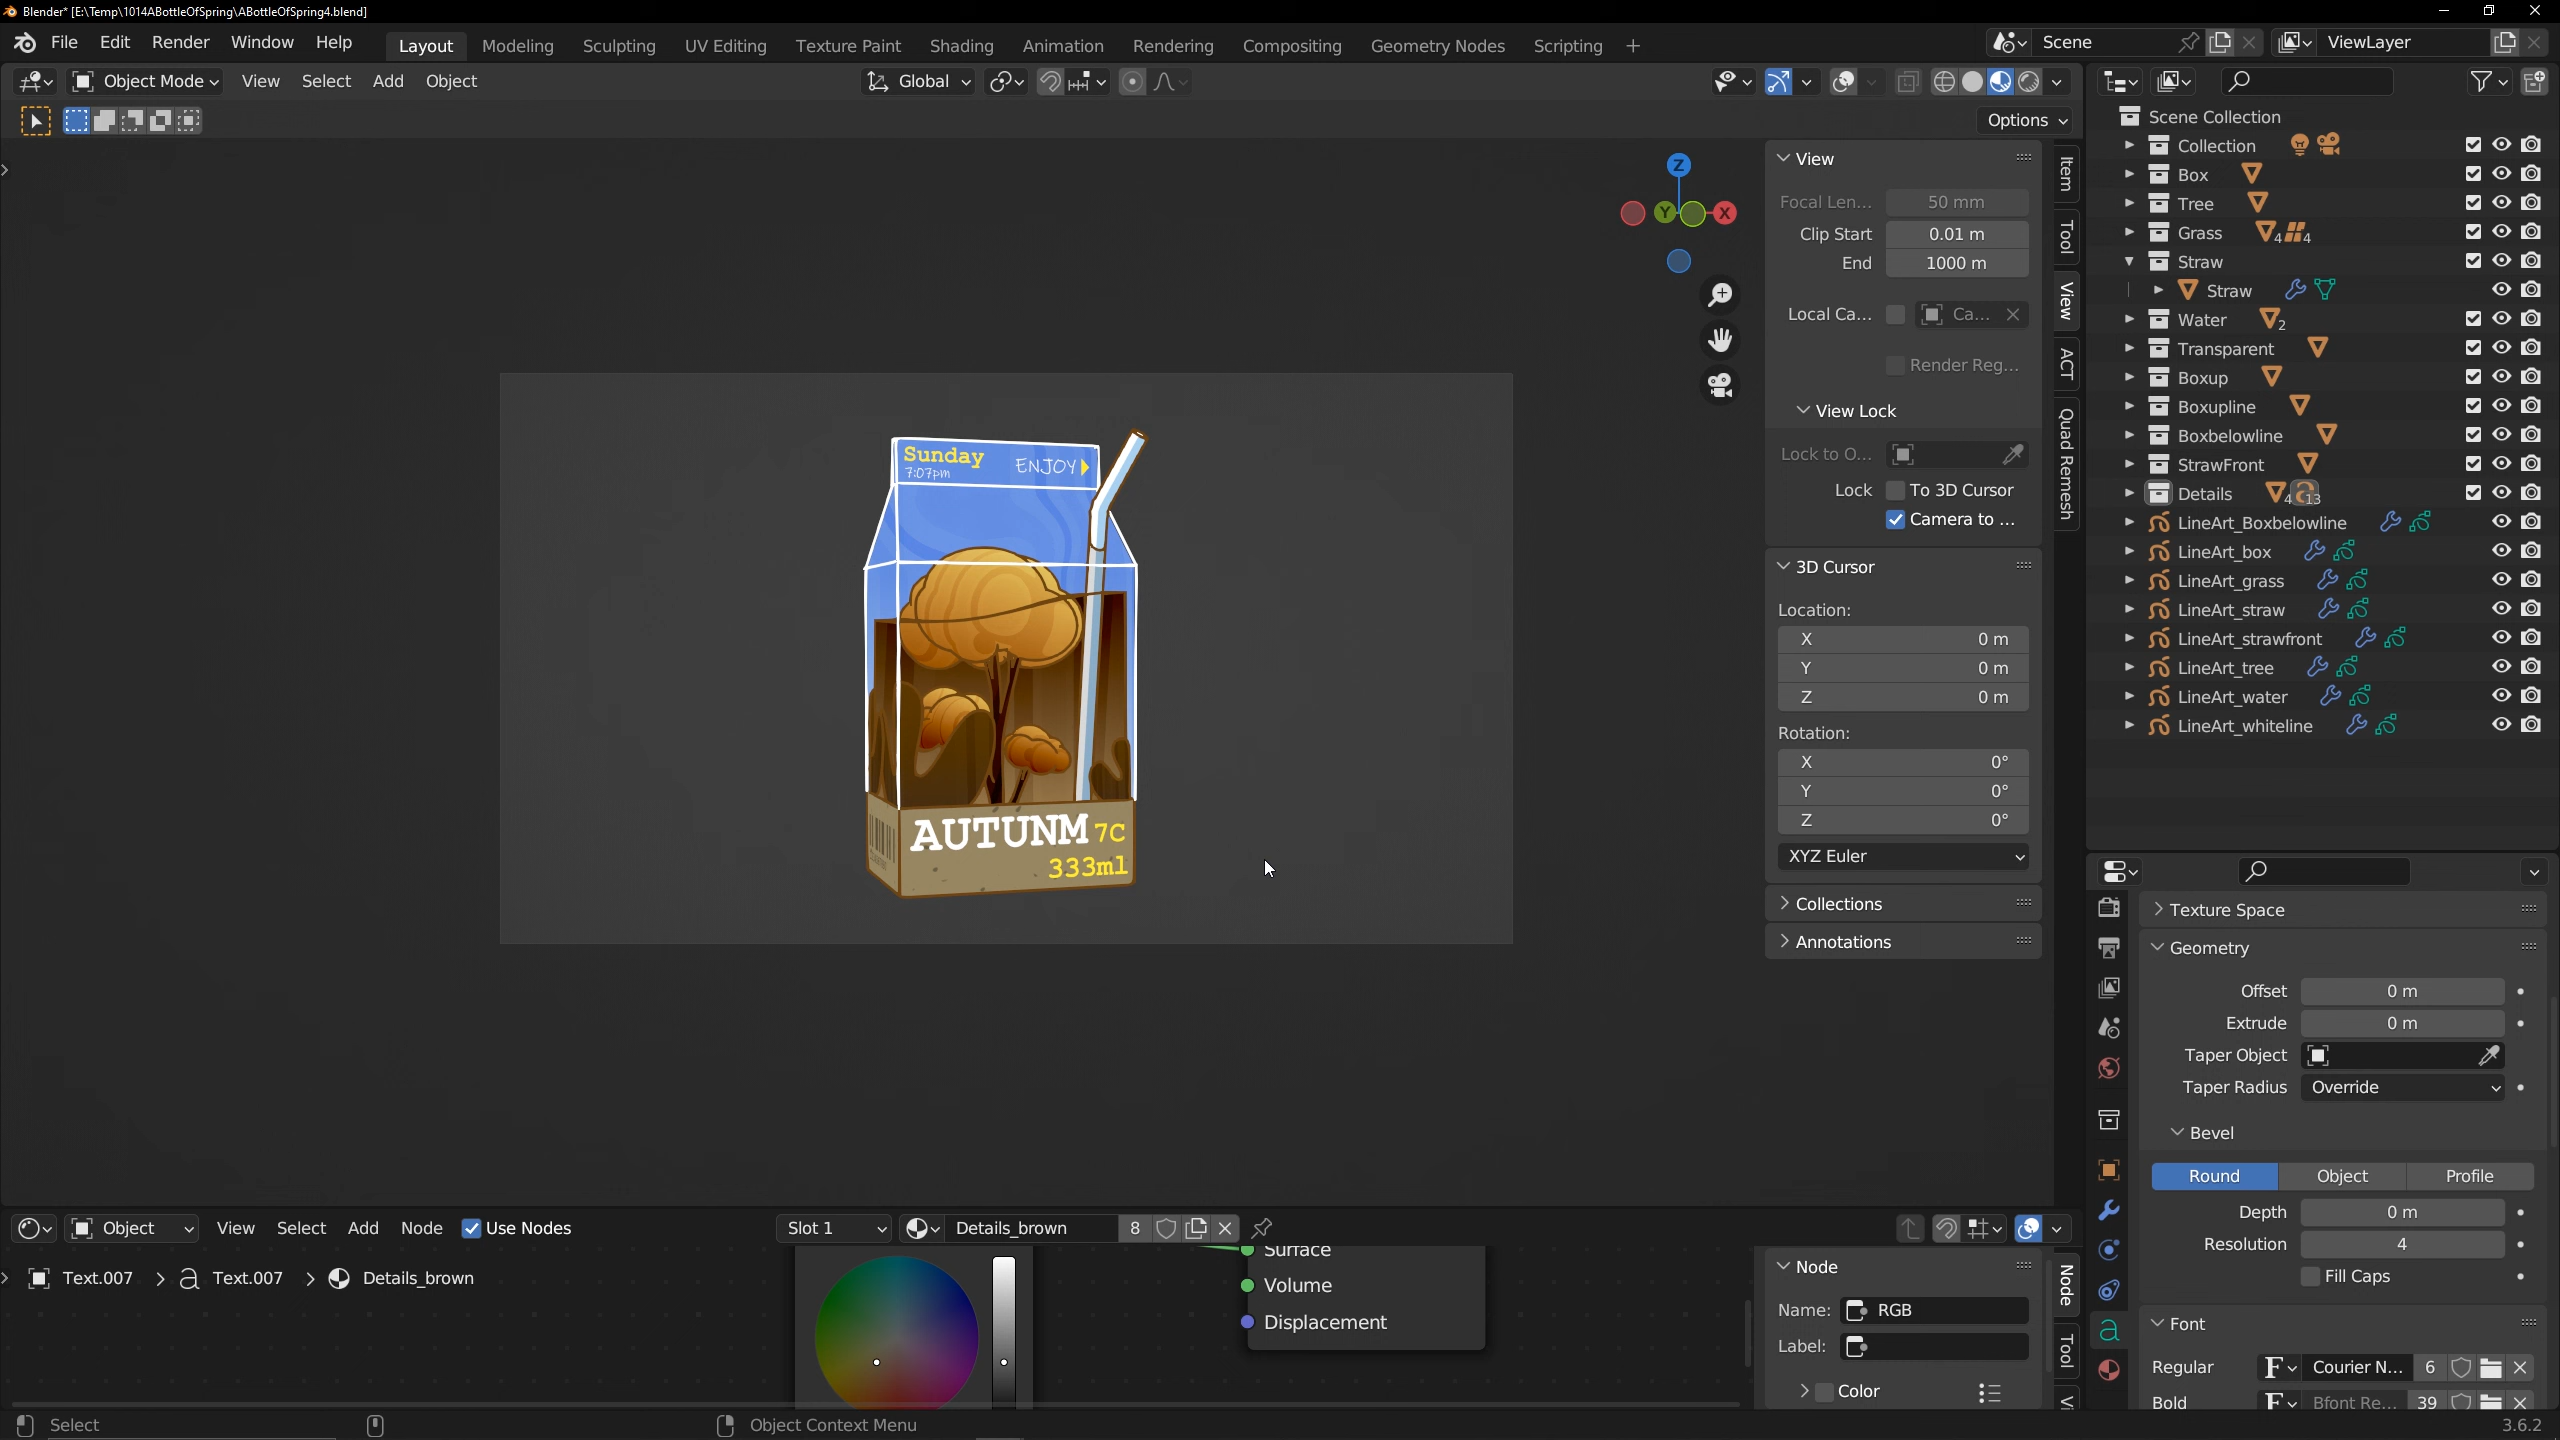 Blender* [E:\Temp\1014ABottleOfSpring\ABottleOfSpring4.blend]
File Edit Render Window Help Layout Modeling Sculpting UV Editing Texture Paint Shading Animation Rendering Compositing Geometry Nodes Scripting + Scene ViewLayer
Object Mode View Select Add Object Global
Options
Z
Y X
Sunday
7:07pm
ENJOY
AUTUNM 7C
333ml
View
Focal Len... 50 mm
Clip Start 0.01 m
End 1000 m
Local Ca... Ca...
Render Reg...
View Lock
Lock to O...
Lock To 3D Cursor
Camera to ...
3D Cursor
Location:
X 0 m
Y 0 m
Z 0 m
Rotation:
X 0°
Y 0°
Z 0°
XYZ Euler
Collections
Annotations
Item
Tool
View
ACT
Quad Remesh
Scene Collection
Collection
Box
Tree
Grass 4 4
Straw
Straw
Water 2
Transparent
Boxup
Boxupline
Boxbelowline
StrawFront
Details 4 13
LineArt_Boxbelowline
LineArt_box
LineArt_grass
LineArt_straw
LineArt_strawfront
LineArt_tree
LineArt_water
LineArt_whiteline
Texture Space
Geometry
Offset 0 m
Extrude 0 m
Taper Object
Taper Radius Override
Bevel
Round Object Profile
Depth 0 m
Resolution 4
Fill Caps
Font
Regular F Courier N... 6
Bold F Bfont Re... 39
Object View Select Add Node Use Nodes Slot 1 Details_brown 8
Text.007 > Text.007 > Details_brown
Surface
Volume
Displacement
Node
Name: RGB
Label:
Color
Node
Tool
Select Object Context Menu 3.6.2